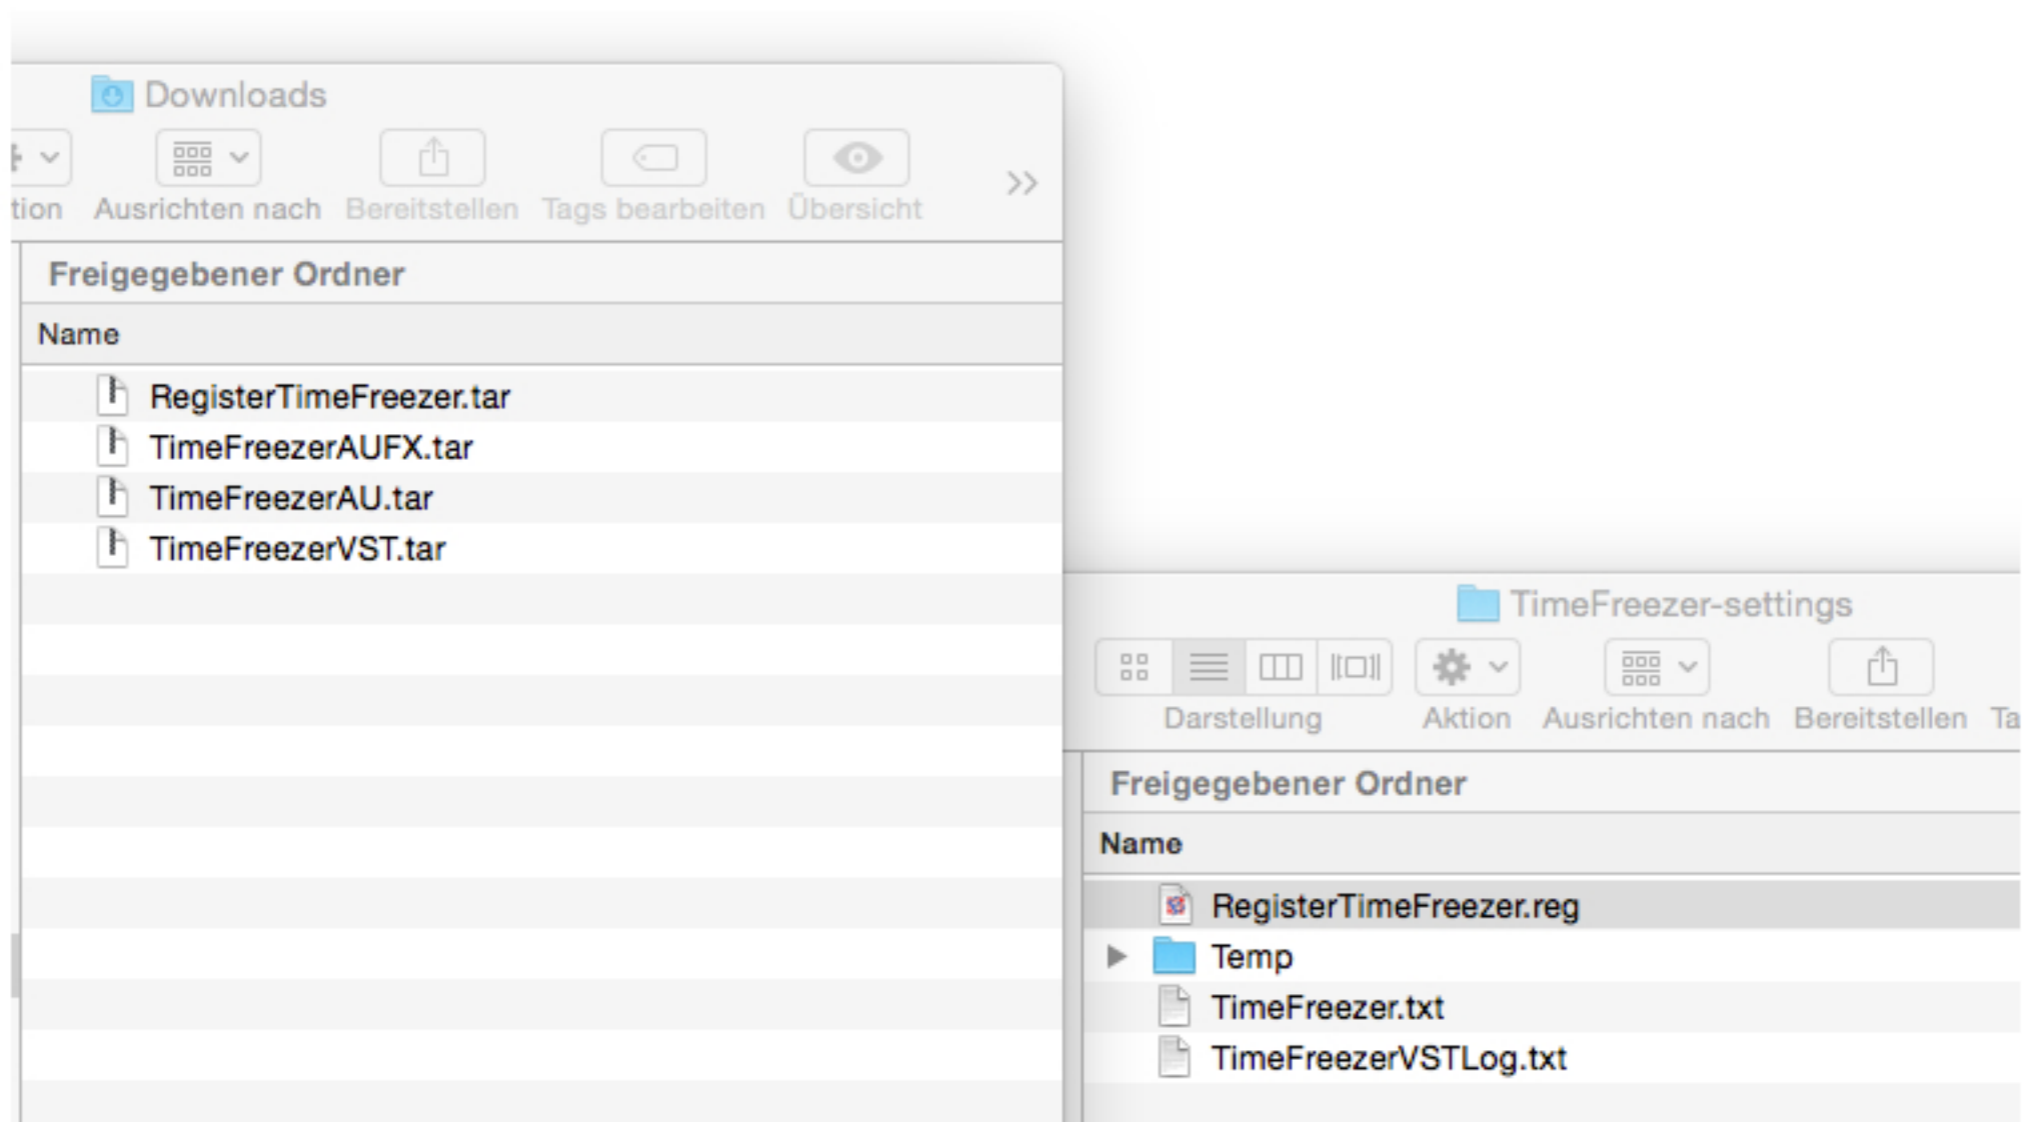 Downloads
tion Ausrichten nach Bereitstellen Tags bearbeiten Übersicht
Freigegebener Ordner
Name
RegisterTimeFreezer.tar
TimeFreezerAUFX.tar
TimeFreezerAU.tar
TimeFreezerVST.tar
TimeFreezer-settings
Darstellung Aktion Ausrichten nach Bereitstellen Ta
Freigegebener Ordner
Name
RegisterTimeFreezer.reg
Temp
TimeFreezer.txt
TimeFreezerVSTLog.txt